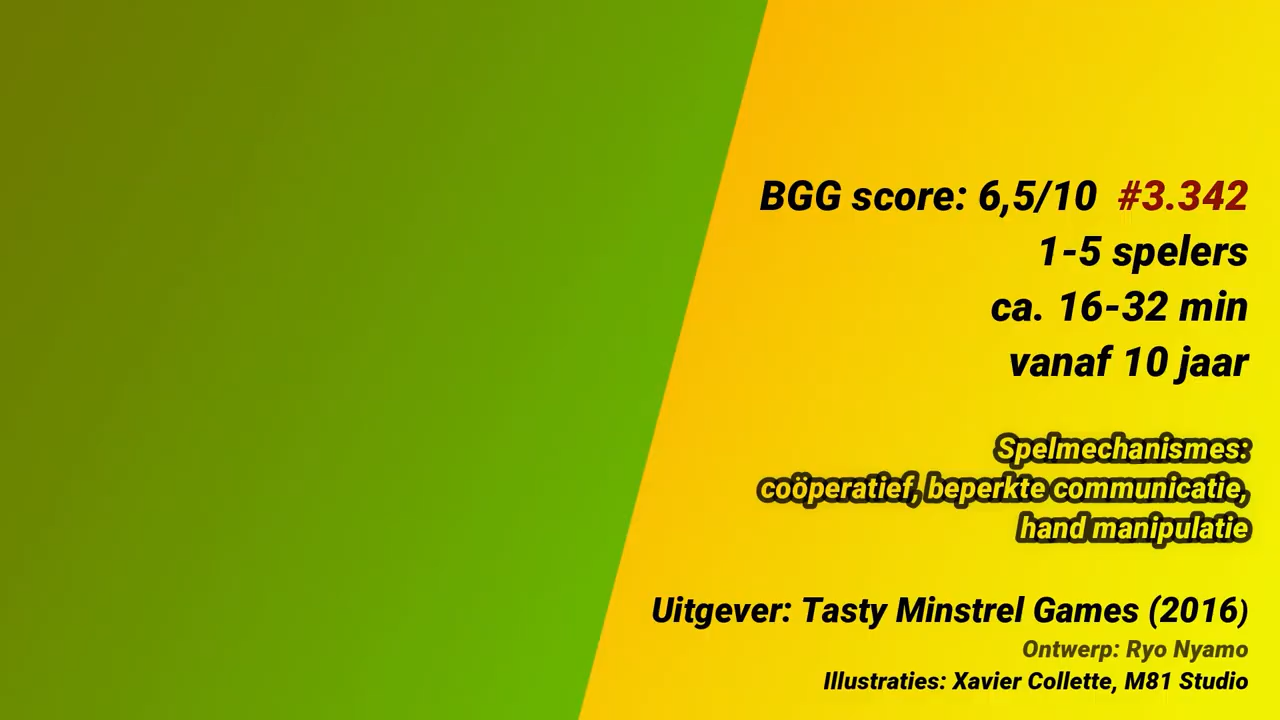 BGG score: 6,5/10 #3.342
1-5 spelers
ca. 16-32 min
vanaf 10 jaar
Spelmechanismes:
coöperatief, beperkte communicatie,
hand manipulatie
Uitgever: Tasty Minstrel Games (2016)
Ontwerp: Ryo Nyamo
Illustraties: Xavier Collette, M81 Studio